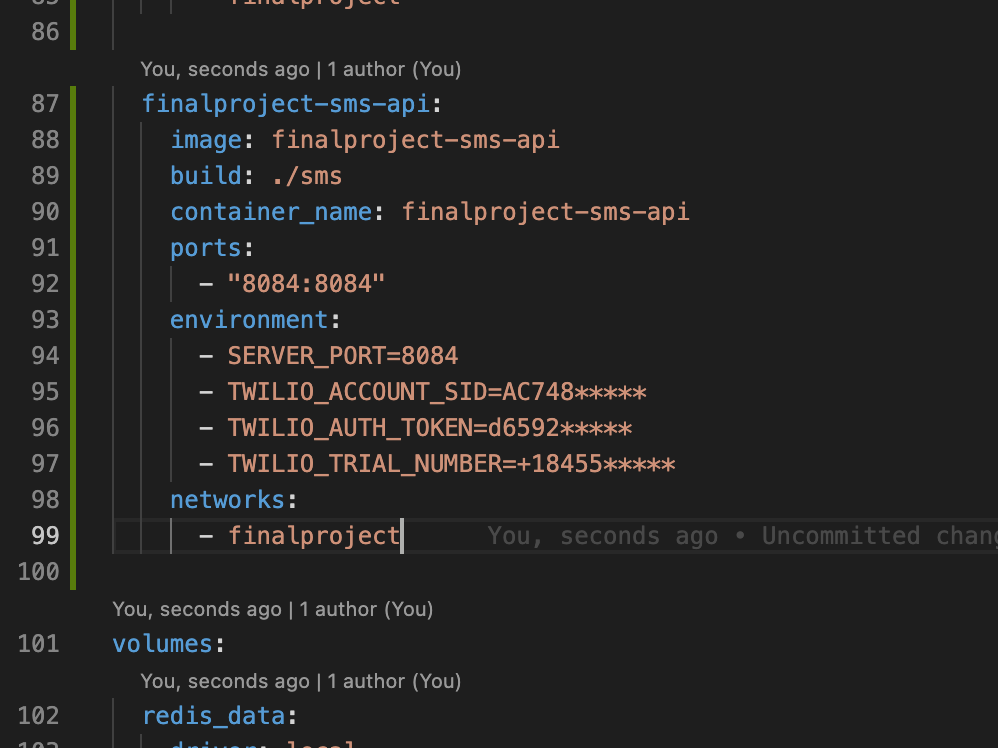 finalproject
86
You, seconds ago | 1 author (You)
87 finalproject-sms-api:
88 image: finalproject-sms-api
89 build: ./sms
90 container_name: finalproject-sms-api
91 ports:
92 - "8084:8084"
93 environment:
94 - SERVER_PORT=8084
95 - TWILIO_ACCOUNT_SID=AC748*****
96 - TWILIO_AUTH_TOKEN=d6592*****
97 - TWILIO_TRIAL_NUMBER=+18455*****
98 networks:
99 - finalproject You, seconds ago • Uncommitted chang
100
You, seconds ago | 1 author (You)
101 volumes:
You, seconds ago | 1 author (You)
102 redis_data:
103 driver: local